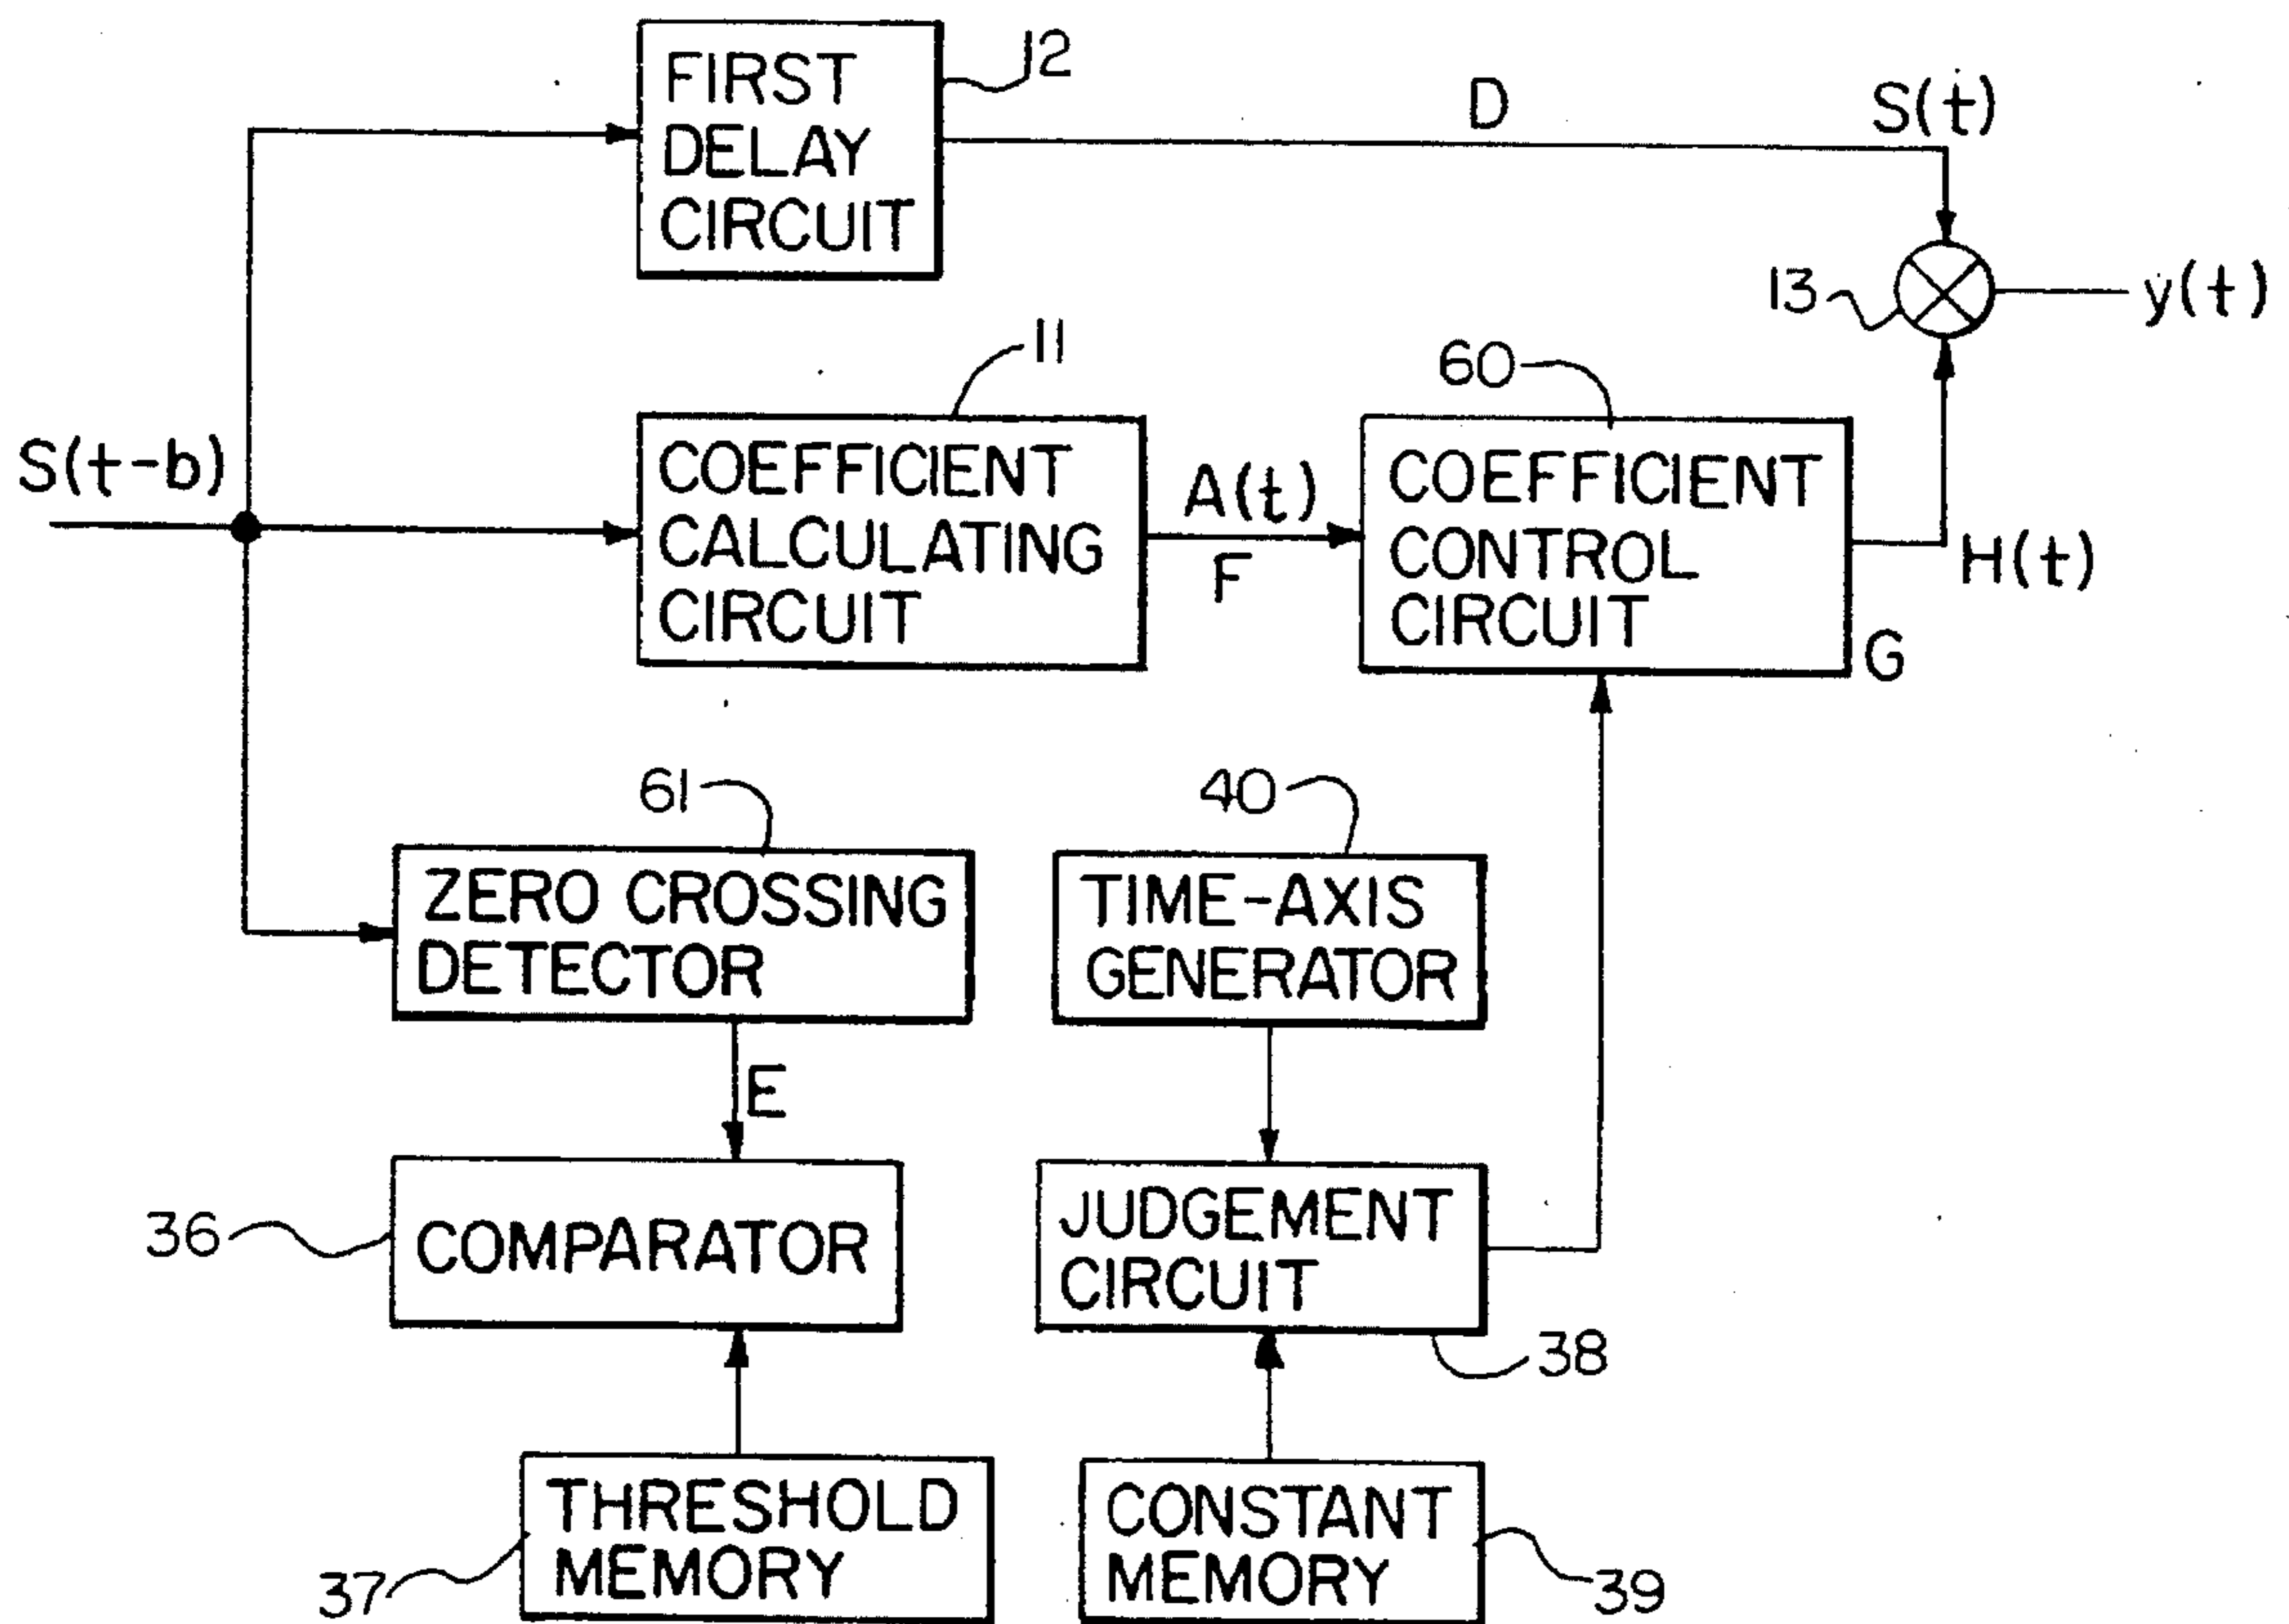 12
FIRST
DELAY
CIRCUIT
D
S(t)
13
y(t)
11
60
S(t-b)
COEFFICIENT
CALCULATING
CIRCUIT
A(t)
F
COEFFICIENT
CONTROL
CIRCUIT
H(t)
G
61
40
ZERO CROSSING
DETECTOR
TIME-AXIS
GENERATOR
E
36
COMPARATOR
JUDGEMENT
CIRCUIT
38
THRESHOLD
MEMORY
37
CONSTANT
MEMORY
39